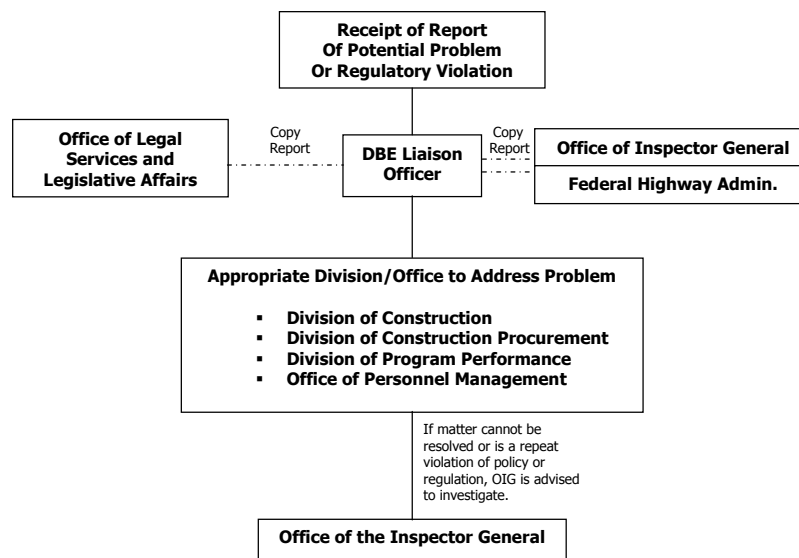 Receipt of Report
Of Potential Problem
Or Regulatory Violation
Office of Legal
Services and
Legislative Affairs
Copy
Report
DBE Liaison
Officer
Copy
Report
Office of Inspector General
Federal Highway Admin.
Appropriate Division/Office to Address Problem
▪ Division of Construction
▪ Division of Construction Procurement
▪ Division of Program Performance
▪ Office of Personnel Management
If matter cannot be
resolved or is a repeat
violation of policy or
regulation, OIG is advised
to investigate.
Office of the Inspector General